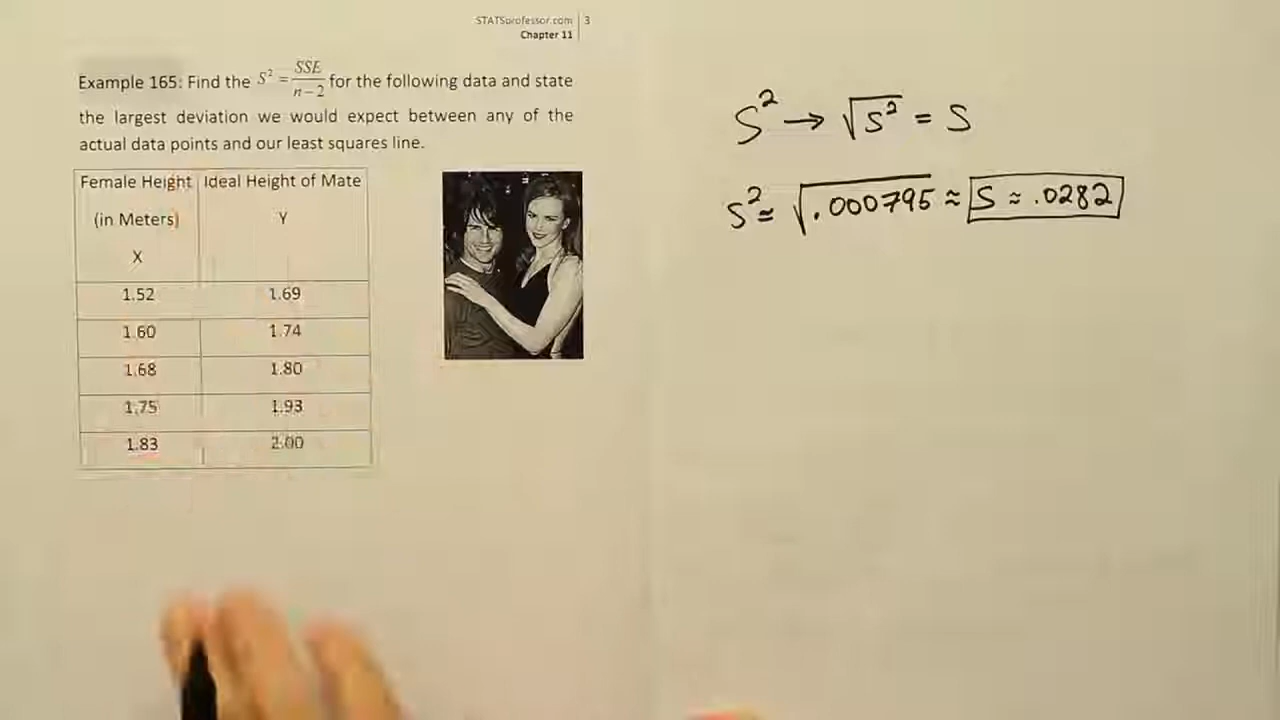 STATSprofessor.com | 3
Chapter 11
Example 165: Find the S² = SSE / n−2 for the following data and state
the largest deviation we would expect between any of the
actual data points and our least squares line.
Female Height (in Meters) X | Ideal Height of Mate Y
1.52 | 1.69
1.60 | 1.74
1.68 | 1.80
1.75 | 1.93
1.83 | 2.00
S² → √S² = S
S² ≈ √.000795 ≈ S ≈ .0282